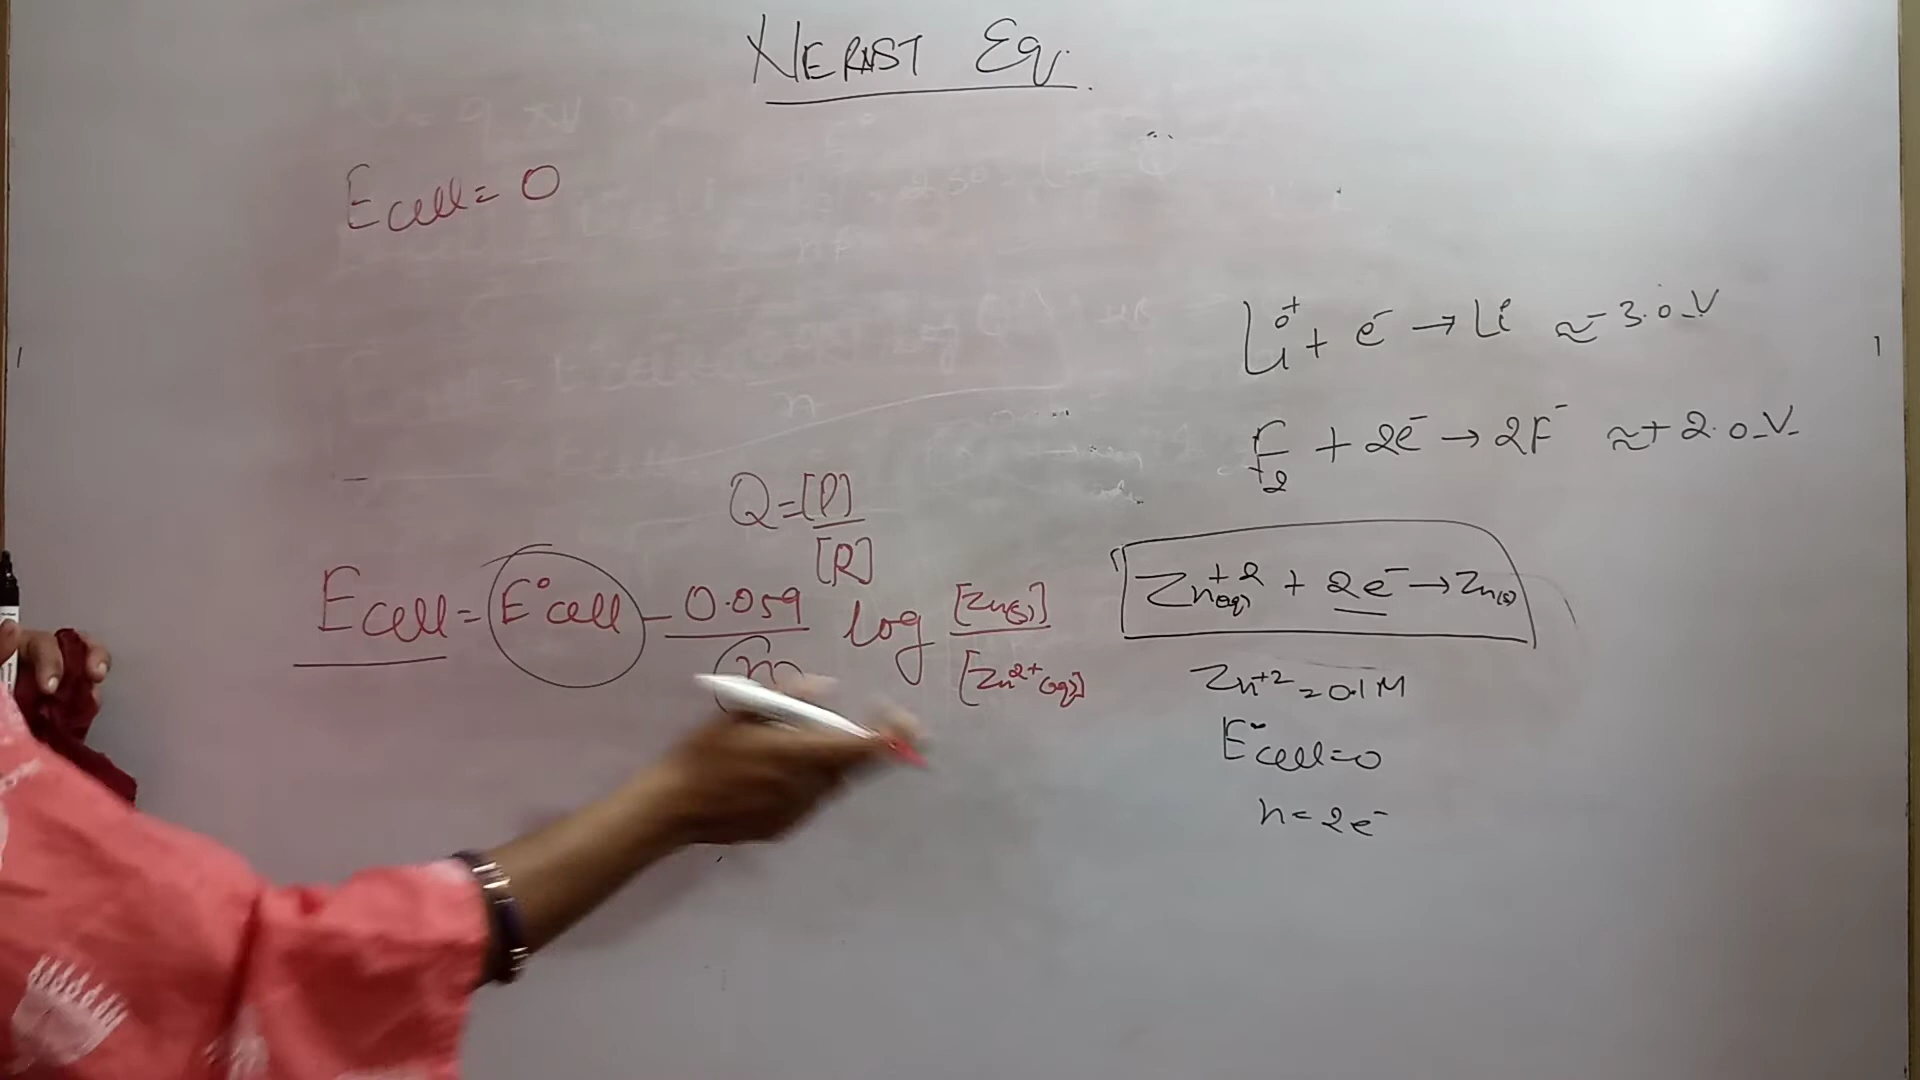 NERNST Eq.
Ecell = 0
Li⁺ + e⁻ → Li ≈ -3.0 V
F₂ + 2e⁻ → 2F⁻ ≈ + 2.0 V
Q = [P]/[R]
Ecell = E°cell - 0.059/n log [Zn(s)]/[Zn²⁺(aq)]
Zn⁺²(aq) + 2e⁻ → Zn(s)
Zn⁺² = 0.1 M
E°cell = 0
n = 2e⁻